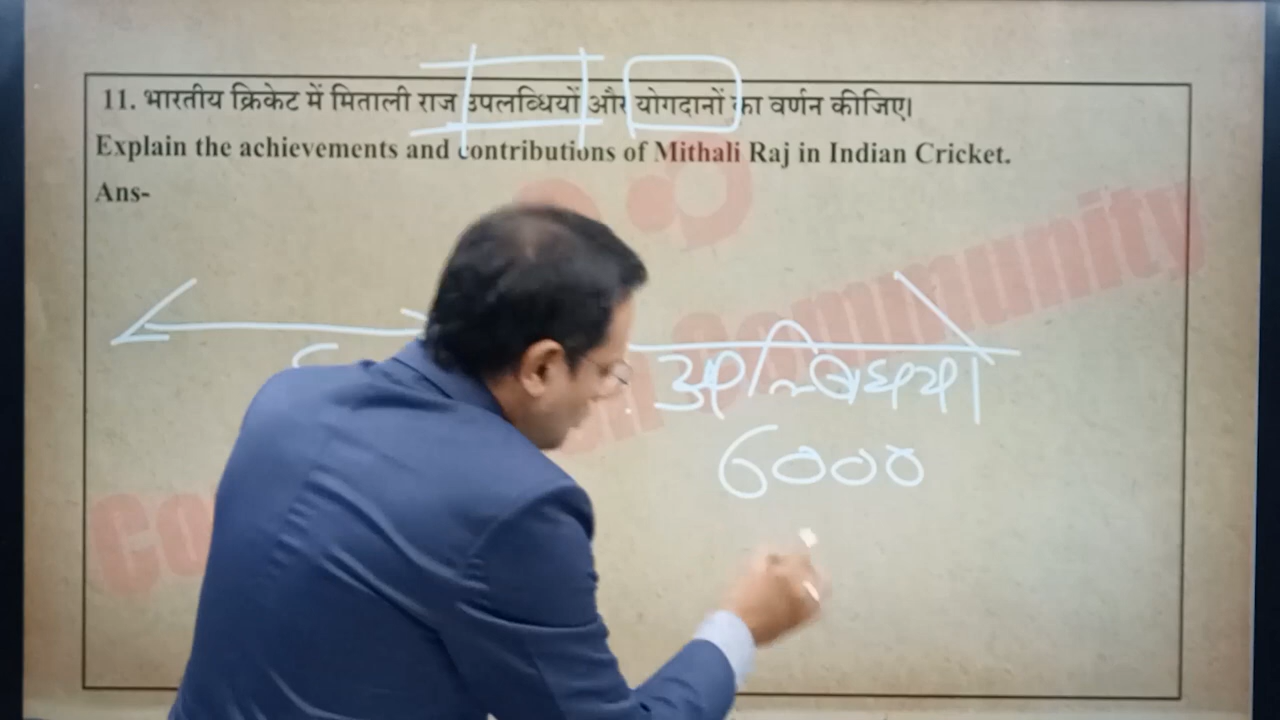 11. भारतीय क्रिकेट में मिताली राज उपलब्धियों और योगदानों का वर्णन कीजिए।
Explain the achievements and contributions of Mithali Raj in Indian Cricket.
Ans-
6000
community